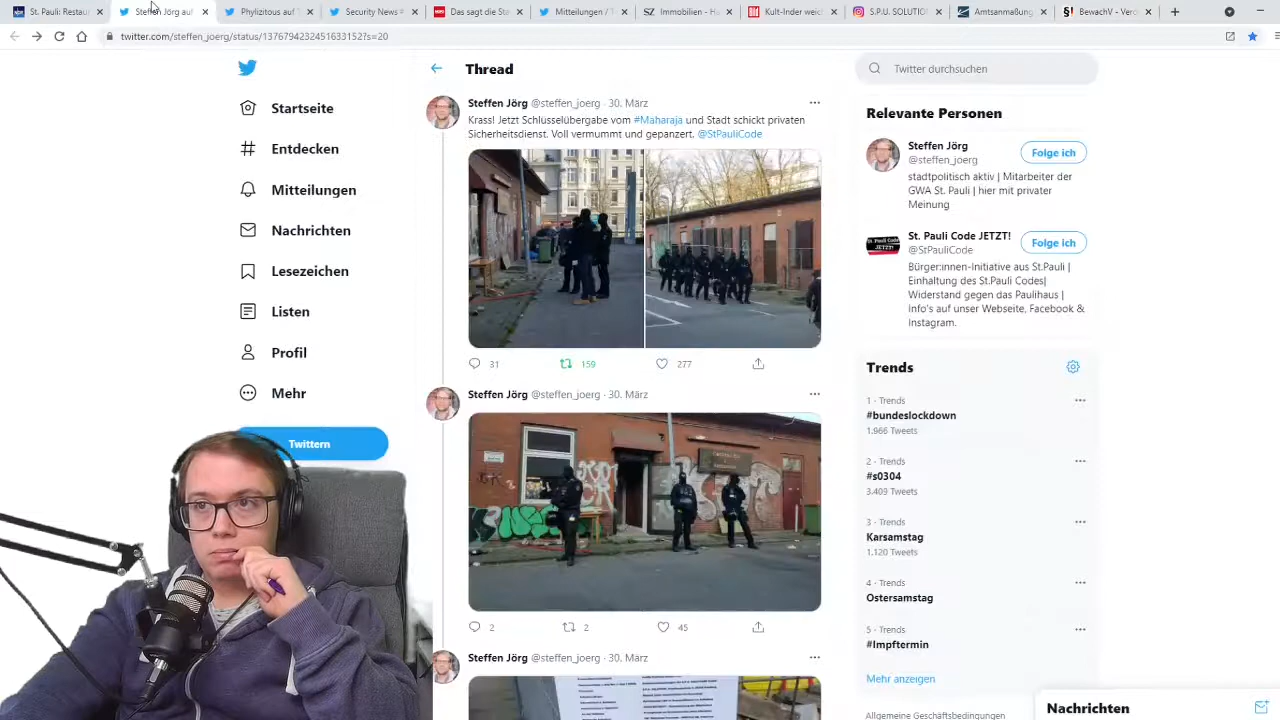 St. Pauli Restau
Steffen Jörg auf
Phylizitous auf T
Security News #
Das sagt die Sta
Mitteilungen / T
SZ Immobilien - Ha
Kult-Inder weic
S.P.U. SOLUTION
Amtsanmaßung
§! BewachV - Vero
twitter.com/steffen_joerg/status/1376794232451633152?s=20
Startseite
Entdecken
Mitteilungen
Nachrichten
Lesezeichen
Listen
Profil
Mehr
Twittern
Thread
Steffen Jörg @steffen_joerg · 30. März
Krass! Jetzt Schlüsselübergabe vom #Maharaja und Stadt schickt privaten
Sicherheitsdienst. Voll vermummt und gepanzert. @StPauliCode
31 159 277
Steffen Jörg @steffen_joerg · 30. März
2 2 45
Steffen Jörg @steffen_joerg · 30. März
Twitter durchsuchen
Relevante Personen
Steffen Jörg
@steffen_joerg
Folge ich
stadtpolitisch aktiv | Mitarbeiter der
GWA St. Pauli | hier mit privater
Meinung
St. Pauli Code JETZT!
@StPauliCode
Folge ich
Bürger:innen-Initiative aus St.Pauli |
Einhaltung des St.Pauli Codes|
Widerstand gegen das Paulihaus |
Info's auf unser Webseite, Facebook &
Instagram.
Trends
1 · Trends
#bundeslockdown
1.966 Tweets
2 · Trends
#s0304
3.409 Tweets
3 · Trends
Karsamstag
1.120 Tweets
4 · Trends
Ostersamstag
5 · Trends
#Impftermin
Mehr anzeigen
Allgemeine Geschäftsbedingungen
Nachrichten